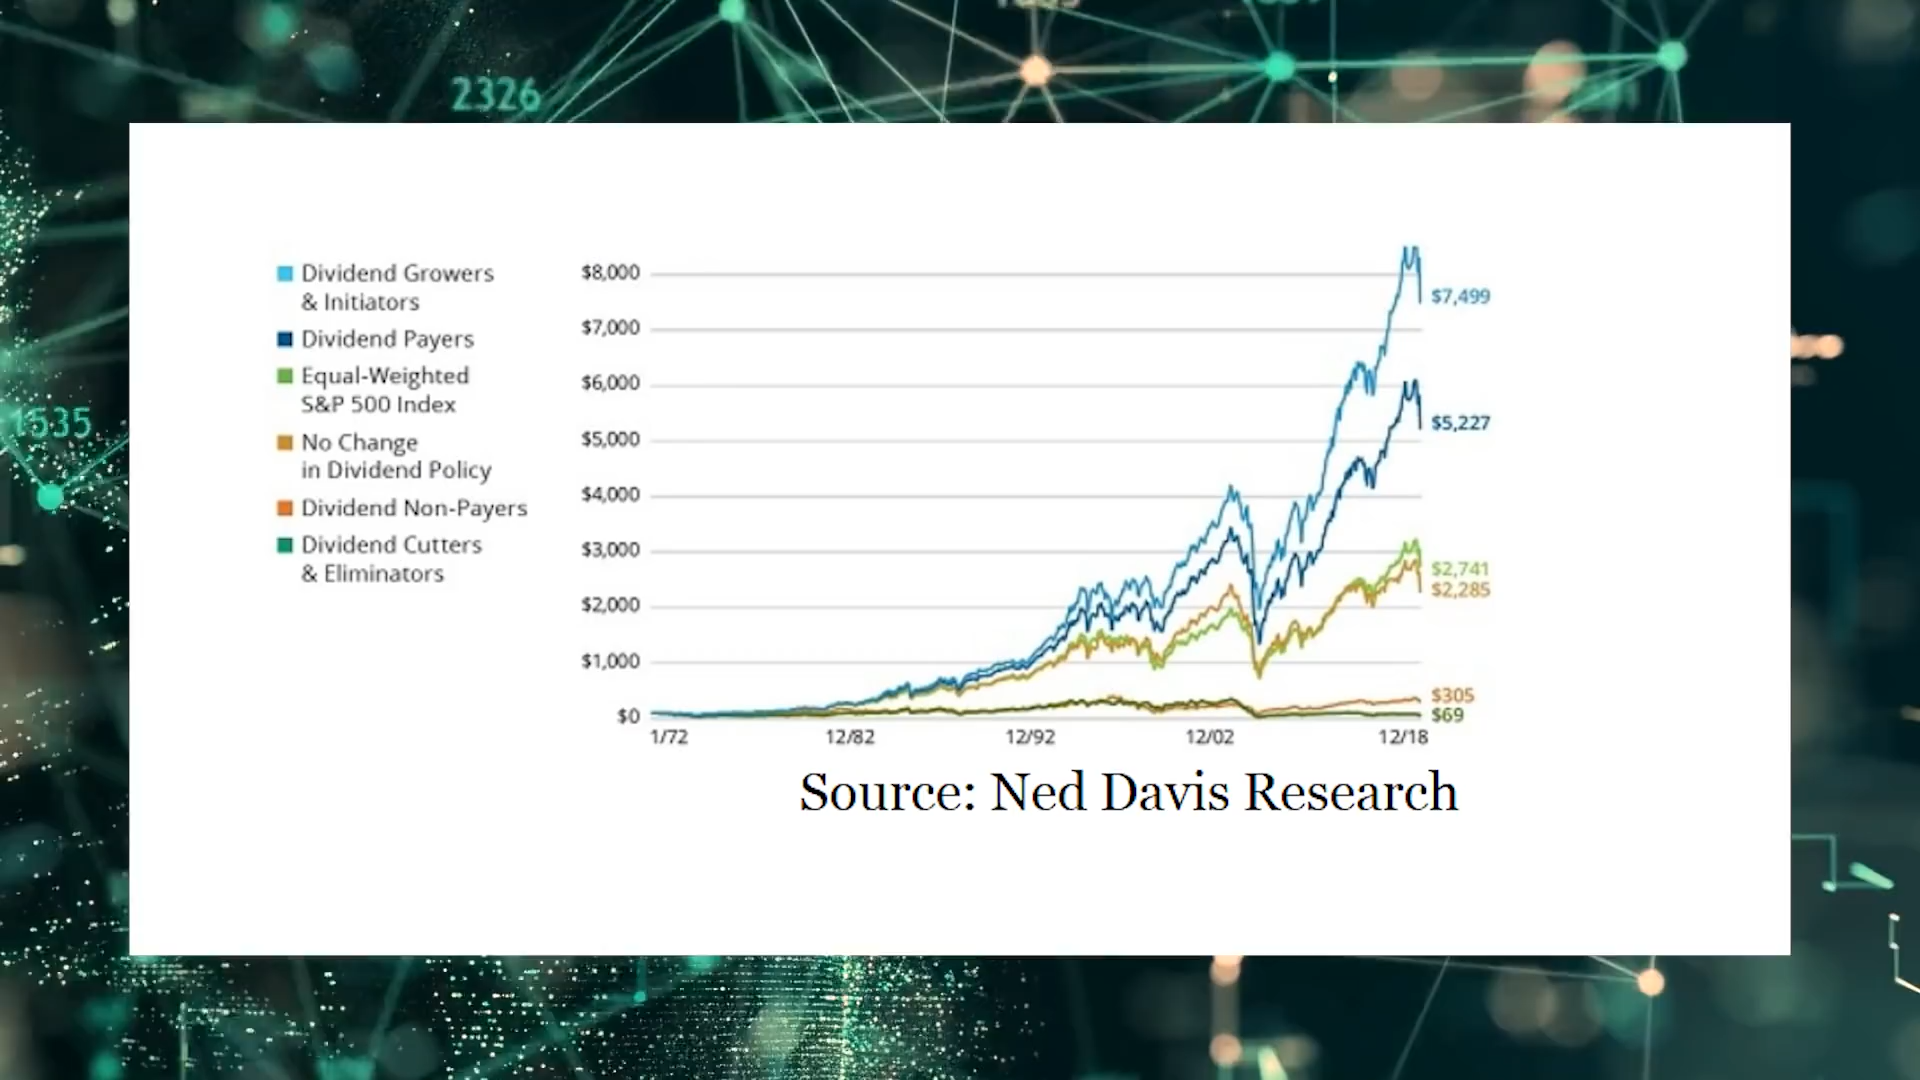 2326
1535
Dividend Growers
& Initiators
Dividend Payers
Equal-Weighted
S&P 500 Index
No Change
in Dividend Policy
Dividend Non-Payers
Dividend Cutters
& Eliminators
$8,000
$7,000
$6,000
$5,000
$4,000
$3,000
$2,000
$1,000
$0
$7,499
$5,227
$2,741
$2,285
$305
$69
1/72
12/82
12/92
12/02
12/18
Source: Ned Davis Research